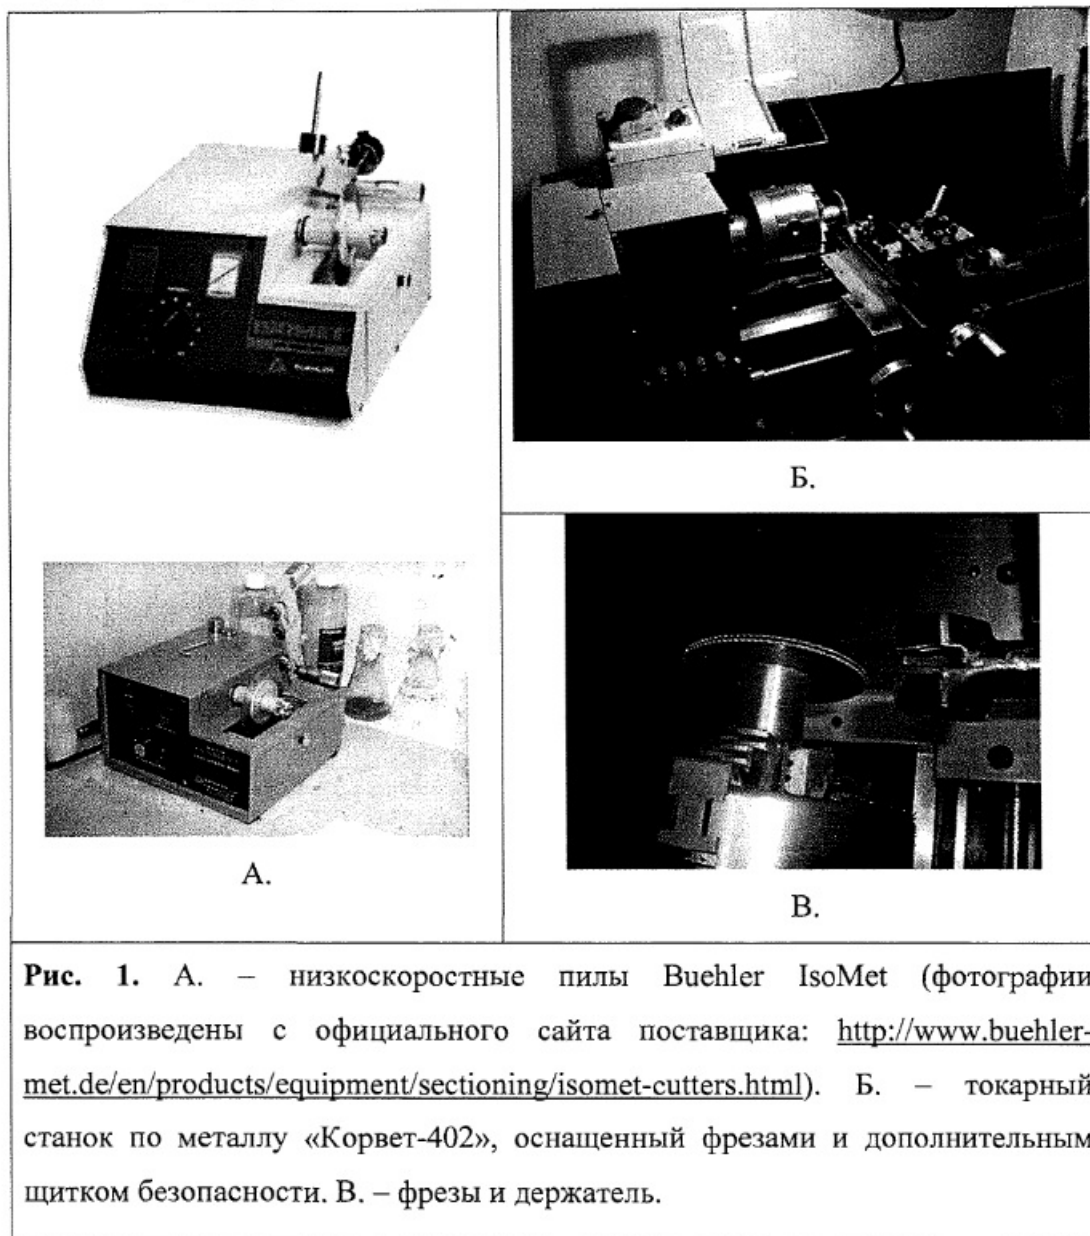 BUEHLER
Б.
А.
В.
Рис. 1. А. – низкоскоростные пилы Buehler IsoMet (фотографии
воспроизведены с официального сайта поставщика: http://www.buehler-
met.de/en/products/equipment/sectioning/isomet-cutters.html). Б. – токарный
станок по металлу «Корвет-402», оснащенный фрезами и дополнительным
щитком безопасности. В. – фрезы и держатель.